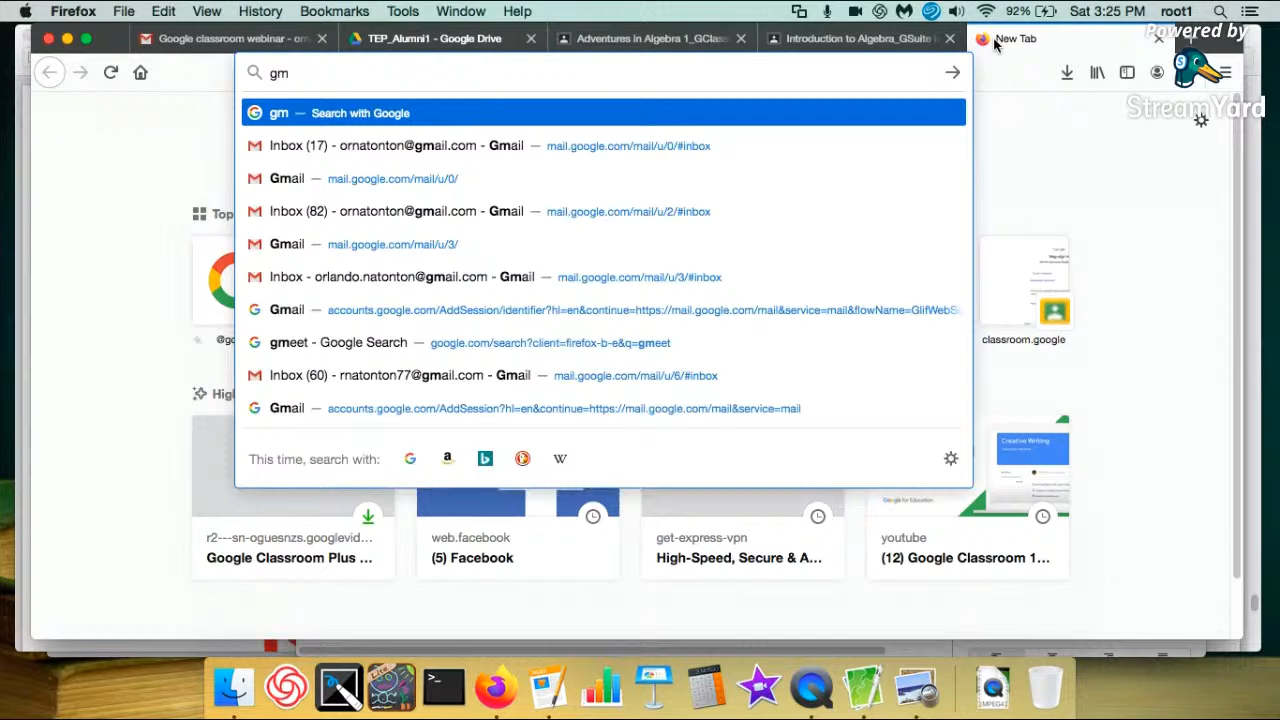 Firefox File Edit View History Bookmarks Tools Window Help 92% Sat 3:25 PM root1
Google classroom webinar - or
TEP_Alumni1 - Google Drive
Adventures in Algebra 1_GClass
Introduction to Algebra_GSuite
New Tab
Powered by
StreamYard
gm
gm — Search with Google
Inbox (17) - ornatonton@gmail.com - Gmail — mail.google.com/mail/u/0/#inbox
Gmail — mail.google.com/mail/u/0/
Inbox (82) - ornatonton@gmail.com - Gmail — mail.google.com/mail/u/2/#inbox
Gmail — mail.google.com/mail/u/3/
Inbox - orlando.natonton@gmail.com - Gmail — mail.google.com/mail/u/3/#inbox
Gmail — accounts.google.com/AddSession/identifier?hl=en&continue=https://mail.google.com/mail&service=mail&flowName=GlifWebS
gmeet - Google Search — google.com/search?client=firefox-b-e&q=gmeet
Inbox (60) - rnatonton77@gmail.com - Gmail — mail.google.com/mail/u/6/#inbox
Gmail — accounts.google.com/AddSession?hl=en&continue=https://mail.google.com/mail&service=mail
This time, search with:
Top
@go
classroom.google
High
Creative Writing
Google for Education
r2---sn-oguesnzs.googlevid...
Google Classroom Plus ...
web.facebook
(5) Facebook
get-express-vpn
High-Speed, Secure & A...
youtube
(12) Google Classroom 1...